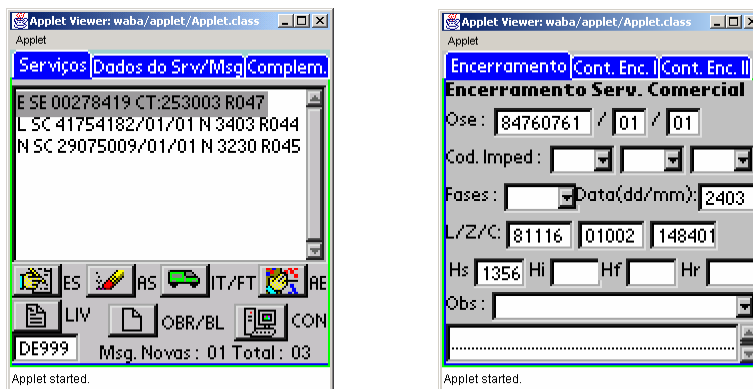 Applet Viewer: waba/applet/Applet.class
Applet
Serviços Dados do Srv/Msg Complem.
E SE 00278419 CT:253003 R047
L SC 41754182/01/01 N 3403 R044
N SC 29075009/01/01 N 3230 R045
ES AS IT/FT AE
LIV OBR/BL CON
DE999 Msg. Novas : 01 Total : 03
Applet started.
Applet Viewer: waba/applet/Applet.class
Applet
Encerramento Cont. Enc. I Cont. Enc. II
Encerramento Serv. Comercial
Ose : 84760761 / 01 / 01
Cod. Imped :
Fases : Data(dd/mm): 2403
L/Z/C: 81116 01002 148401
Hs 1356 Hi Hf Hr
Obs :
Applet started.